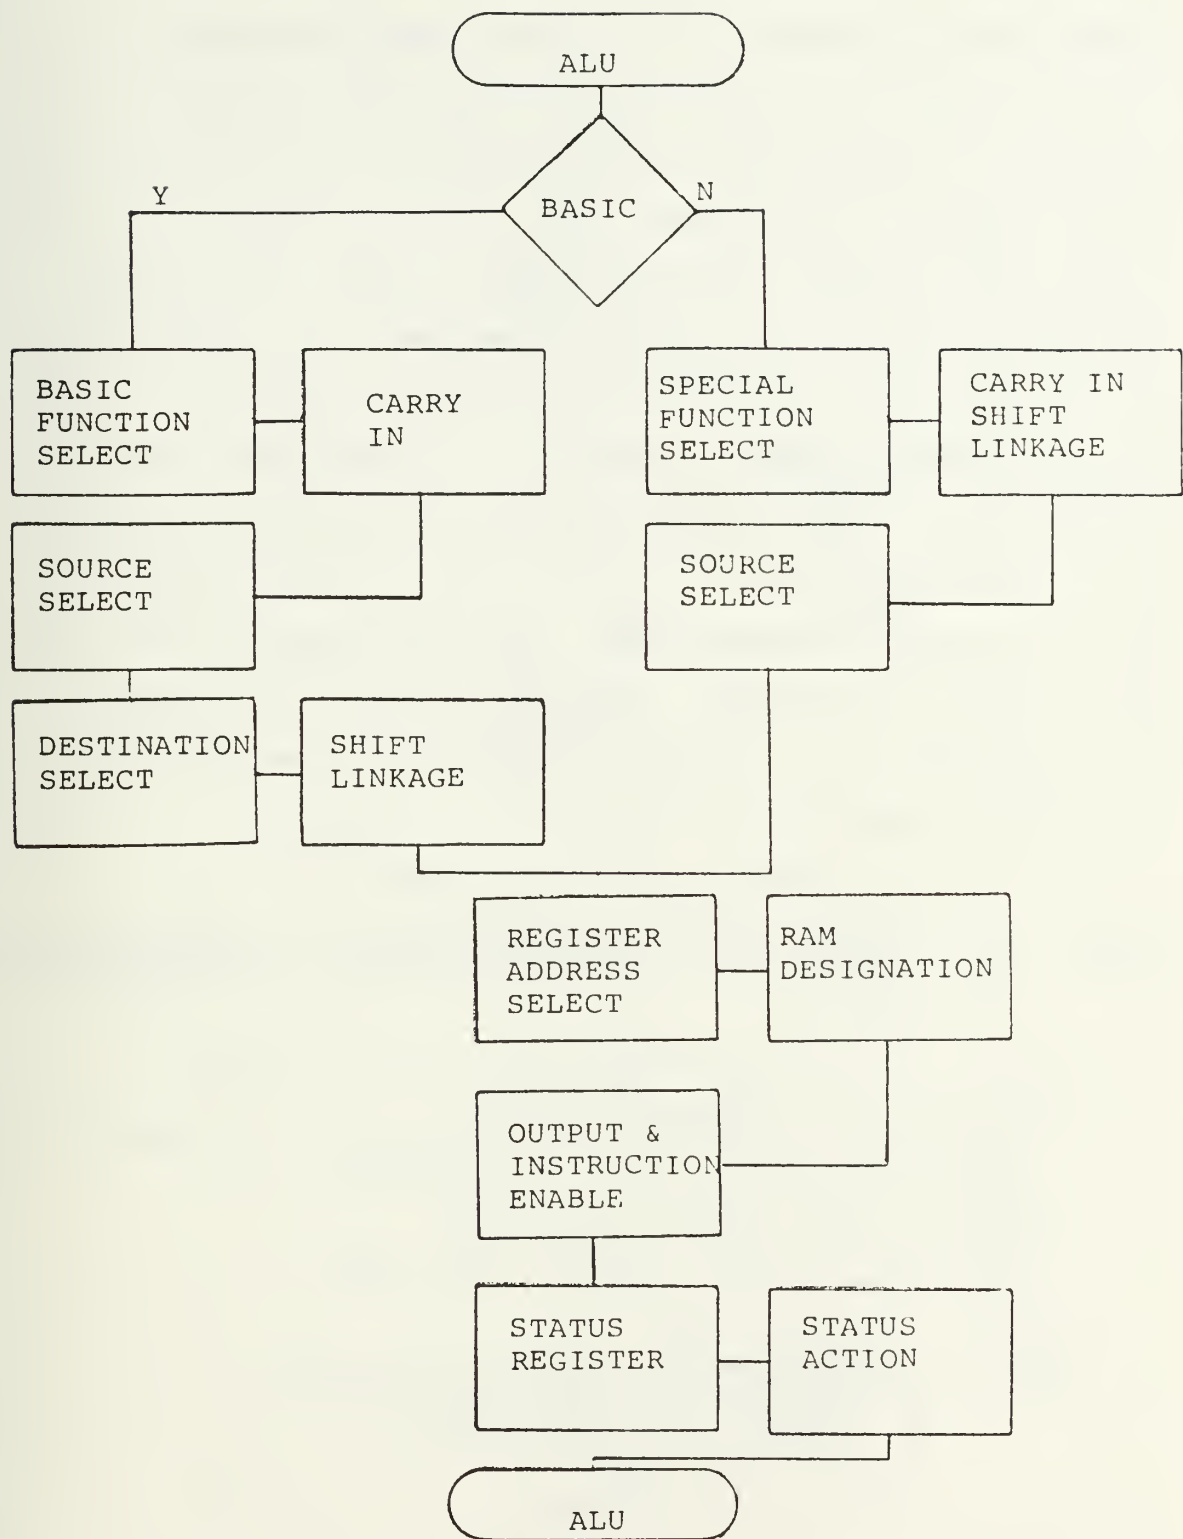 ALU
BASIC
Y
N
BASIC
FUNCTION
SELECT
CARRY
IN
SPECIAL
FUNCTION
SELECT
CARRY IN
SHIFT
LINKAGE
SOURCE
SELECT
SOURCE
SELECT
DESTINATION
SELECT
SHIFT
LINKAGE
REGISTER
ADDRESS
SELECT
RAM
DESIGNATION
OUTPUT &
INSTRUCTION
ENABLE
STATUS
REGISTER
STATUS
ACTION
ALU